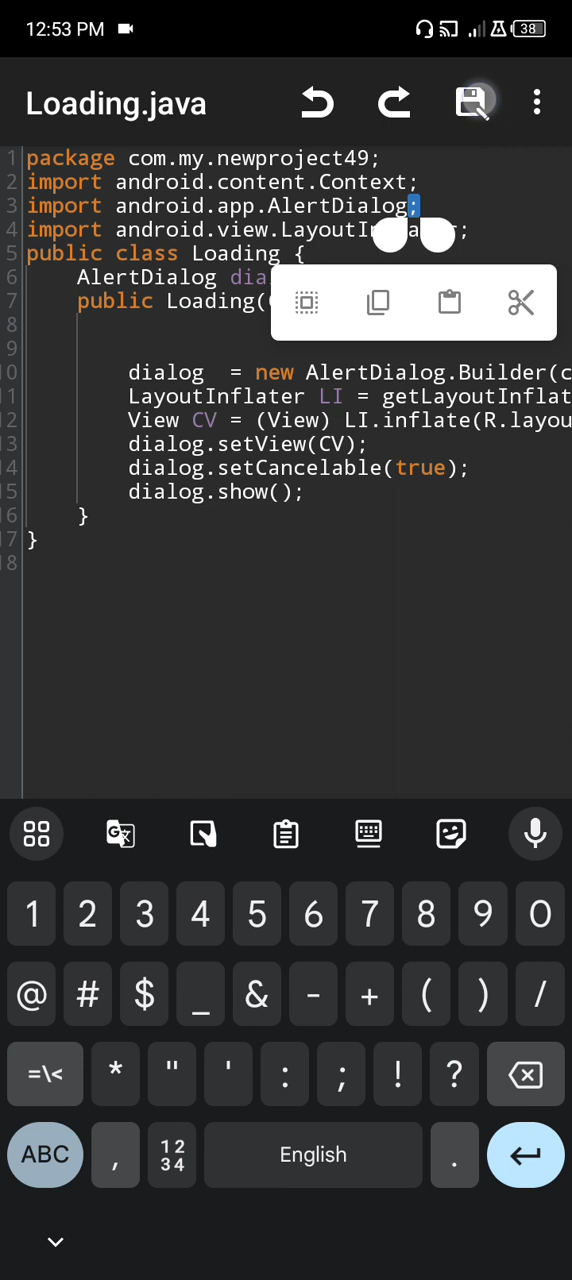 12:53 PM 38
Loading.java
1 package com.my.newproject49;
2 import android.content.Context;
3 import android.app.AlertDialog;
4 import android.view.
5 public class Loading {
6 AlertDialog
7 public Loading(
8
9
10 dialog = new AlertDialog.Builder(c
11 LayoutInflater LI = getLayoutInflat
12 View CV = (View) LI.inflate(R.layou
13 dialog.setView(CV);
14 dialog.setCancelable(true);
15 dialog.show();
16 }
17 }
18
1 2 3 4 5 6 7 8 9 0
@ # $ _ & - + ( ) /
=\< * " ' : ; ! ?
ABC , 12 34 English .